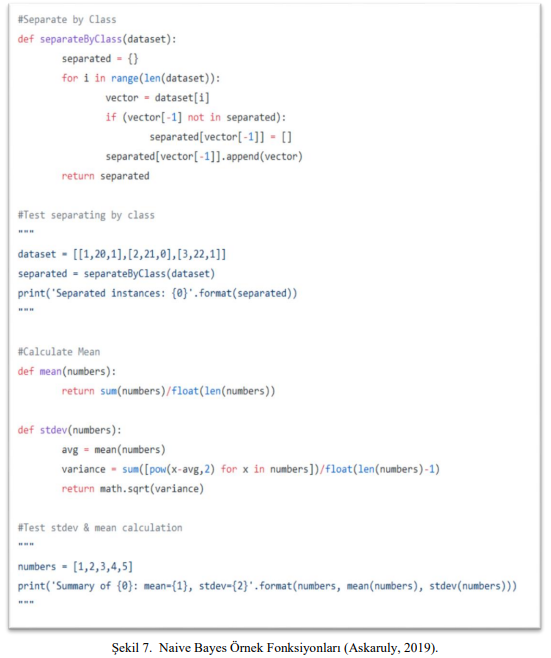 #Separate by Class
def separateByClass(dataset):
separated = {}
for i in range(len(dataset)):
vector = dataset[i]
if (vector[-1] not in separated):
separated[vector[-1]] = []
separated[vector[-1]].append(vector)
return separated
#Test separating by class
"""
dataset = [[1,20,1],[2,21,0],[3,22,1]]
separated = separateByClass(dataset)
print('Separated instances: {0}'.format(separated))
"""
#Calculate Mean
def mean(numbers):
return sum(numbers)/float(len(numbers))
def stdev(numbers):
avg = mean(numbers)
variance = sum([pow(x-avg,2) for x in numbers])/float(len(numbers)-1)
return math.sqrt(variance)
#Test stdev & mean calculation
"""
numbers = [1,2,3,4,5]
print('Summary of {0}: mean={1}, stdev={2}'.format(numbers, mean(numbers), stdev(numbers)))
"""
Şekil 7. Naive Bayes Örnek Fonksiyonları (Askaruly, 2019).